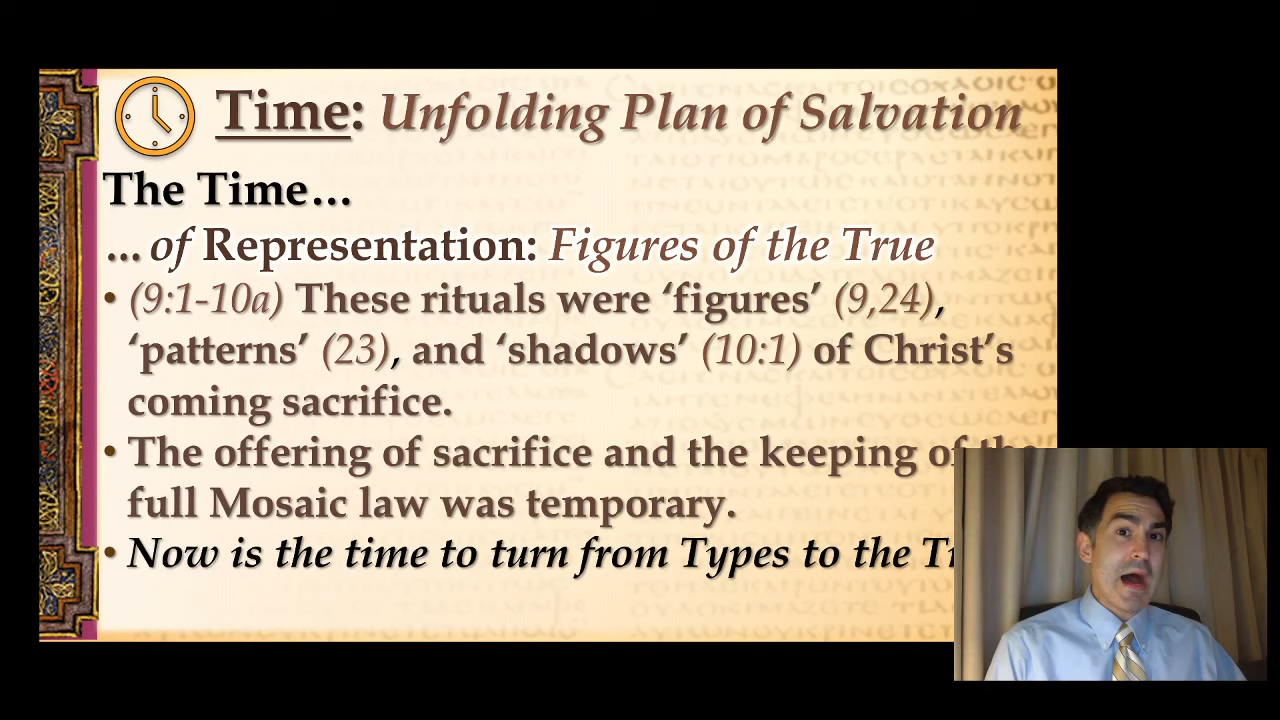 Time: Unfolding Plan of Salvation
The Time…
…of Representation: Figures of the True
• (9:1-10a) These rituals were ‘figures’ (9,24),
‘patterns’ (23), and ‘shadows’ (10:1) of Christ’s
coming sacrifice.
• The offering of sacrifice and the keeping of the
full Mosaic law was temporary.
• Now is the time to turn from Types to the